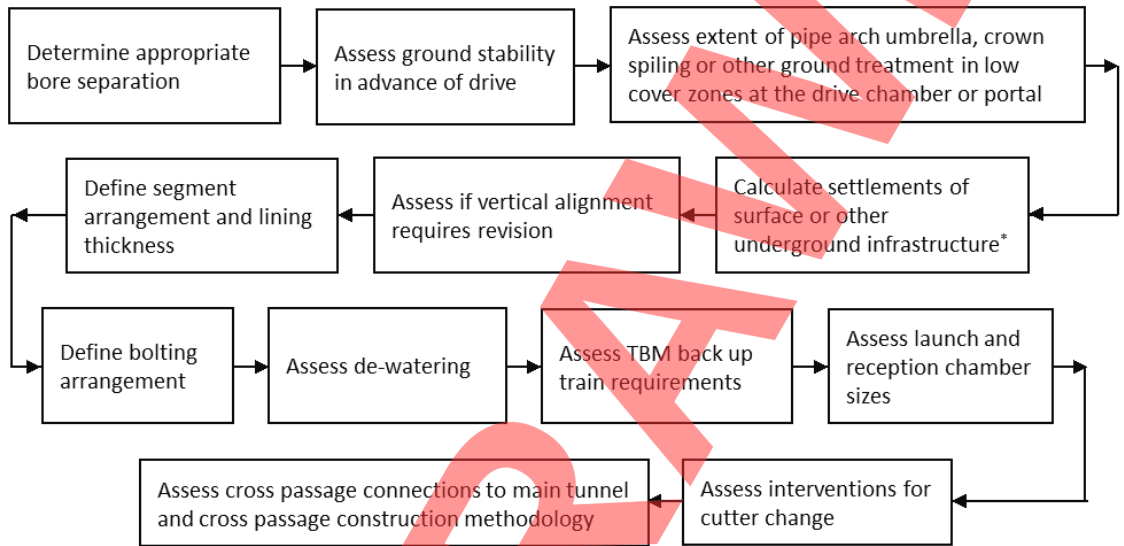 Determine appropriate
bore separation
Assess ground stability
in advance of drive
Assess extent of pipe arch umbrella, crown
spiling or other ground treatment in low
cover zones at the drive chamber or portal
Calculate settlements of
surface or other
underground infrastructure*
Assess if vertical alignment
requires revision
Define segment
arrangement and lining
thickness
Define bolting
arrangement
Assess de-watering
Assess TBM back up
train requirements
Assess launch and
reception chamber
sizes
Assess interventions for
cutter change
Assess cross passage connections to main tunnel
and cross passage construction methodology